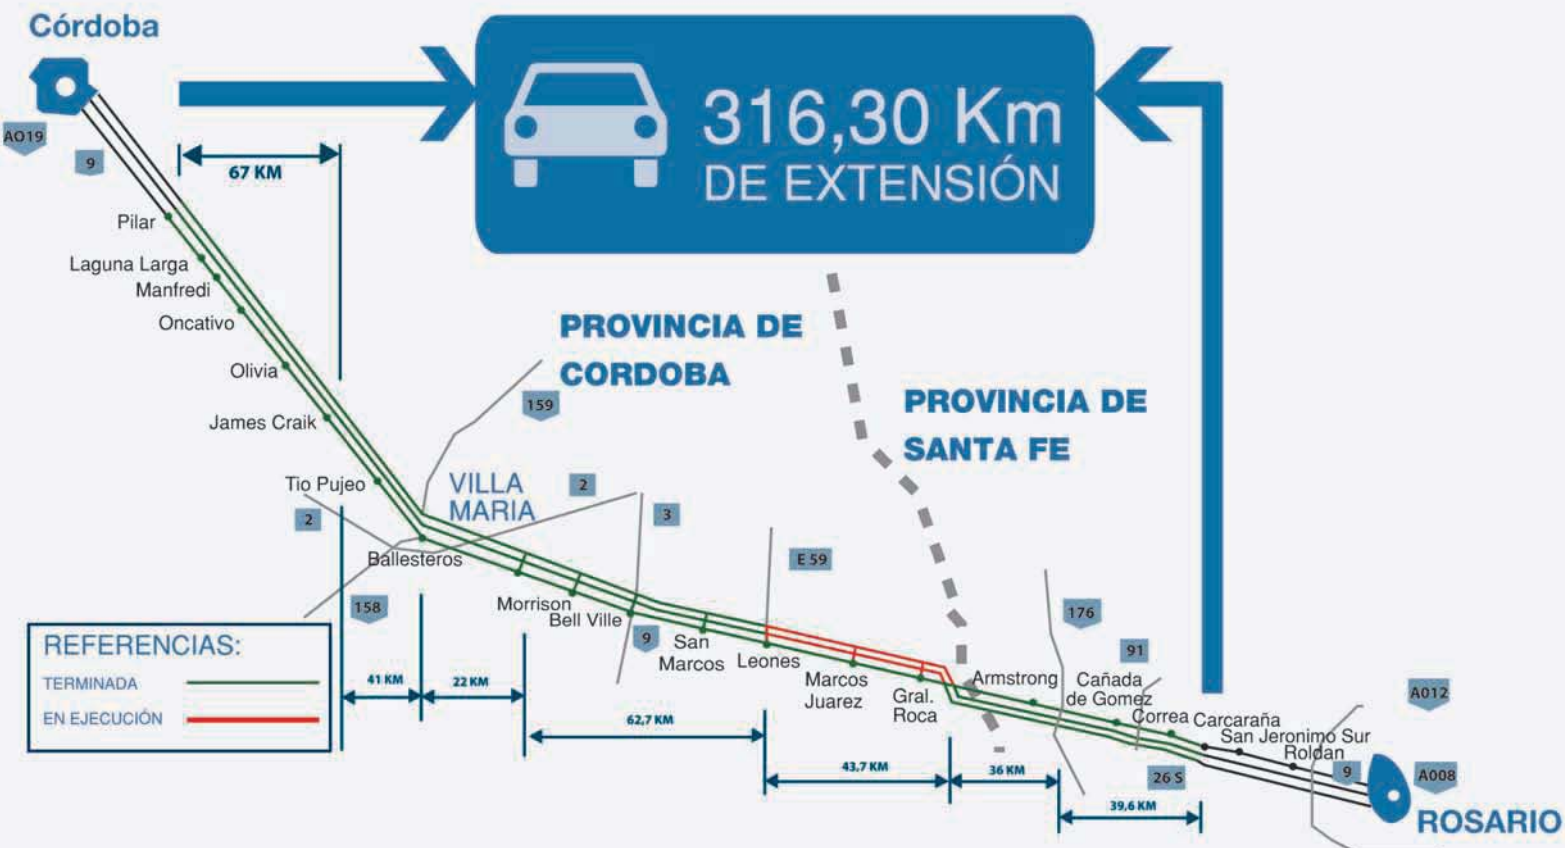 Córdoba
316,30 Km
DE EXTENSIÓN
AO19
9
67 KM
Pilar
Laguna Larga
Manfredi
Oncativo
Olivia
James Craik
Tio Pujeo
PROVINCIA DE
CORDOBA
159
PROVINCIA DE
SANTA FE
VILLA
MARIA
2
3
2
Ballesteros
E 59
158
Morrison
Bell Ville
9
San
Marcos
Leones
Marcos
Juarez
Gral.
Roca
176
91
Armstrong
Cañada
de Gomez
Correa
Carcaraña
San Jeronimo Sur
Roldan
A012
9
A008
26 S
ROSARIO
REFERENCIAS:
TERMINADA
EN EJECUCIÓN
41 KM
22 KM
62,7 KM
43,7 KM
36 KM
39,6 KM